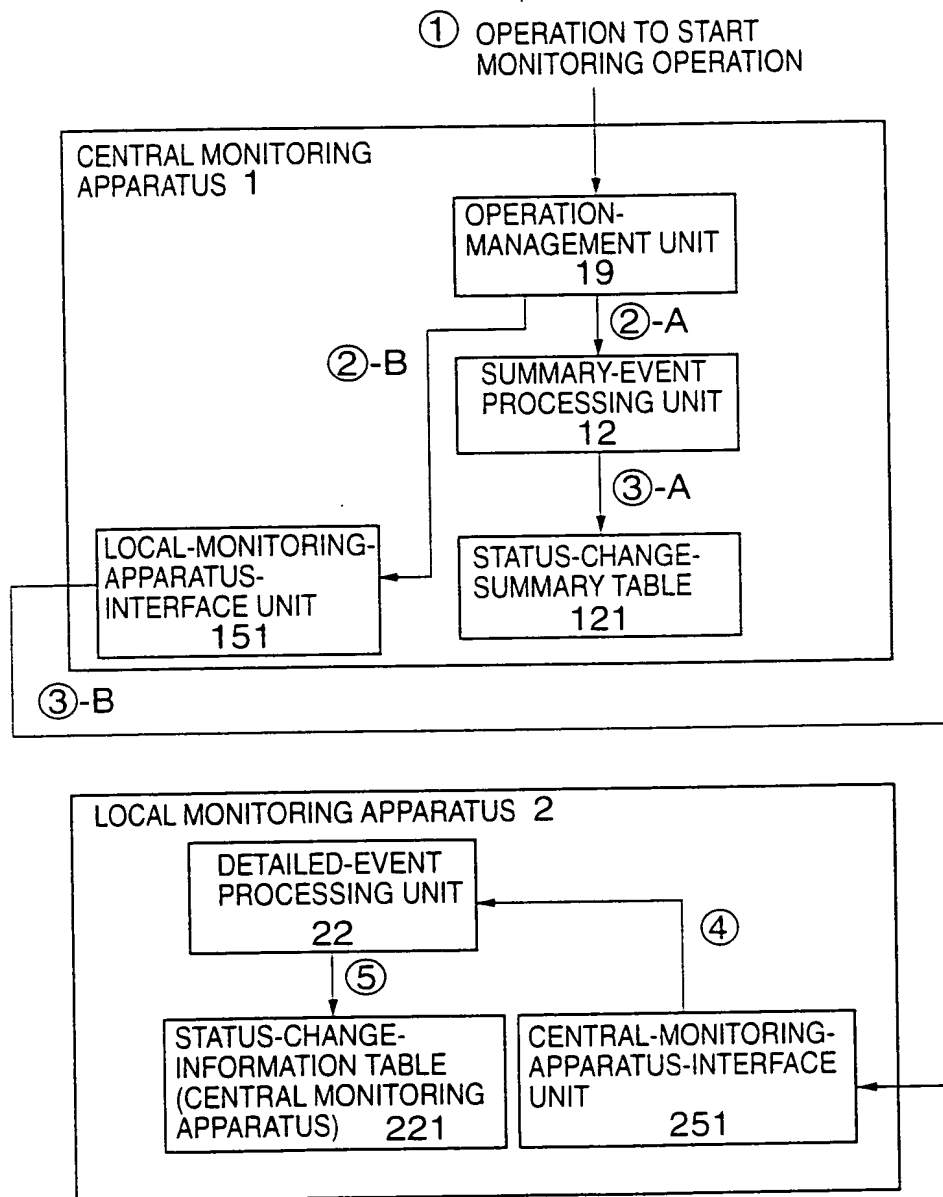 ① OPERATION TO START
MONITORING OPERATION
CENTRAL MONITORING
APPARATUS 1
OPERATION-
MANAGEMENT UNIT
19
②-A
②-B
SUMMARY-EVENT
PROCESSING UNIT
12
③-A
LOCAL-MONITORING-
APPARATUS-
INTERFACE UNIT
151
STATUS-CHANGE-
SUMMARY TABLE
121
③-B
LOCAL MONITORING APPARATUS 2
DETAILED-EVENT
PROCESSING UNIT
22
④
⑤
STATUS-CHANGE-
INFORMATION TABLE
(CENTRAL MONITORING
APPARATUS) 221
CENTRAL-MONITORING-
APPARATUS-INTERFACE
UNIT
251